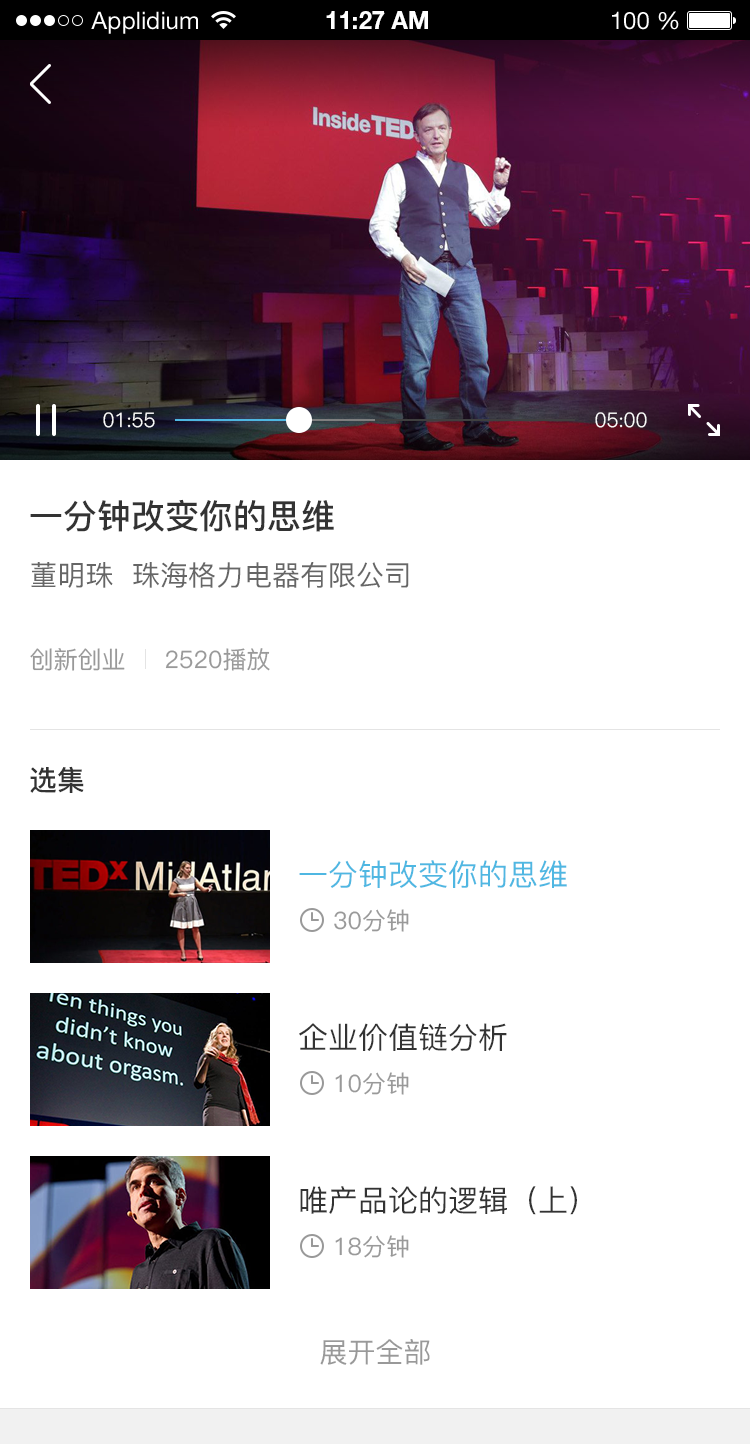 Applidium 11:27 AM 100 %
Inside TED
TED
01:55 05:00
一分钟改变你的思维
董明珠 珠海格力电器有限公司
创新创业 2520播放
选集
TEDx MidAtlan
一分钟改变你的思维
30分钟
Ten things you
didn't know
about orgasm.
企业价值链分析
10分钟
唯产品论的逻辑（上）
18分钟
展开全部